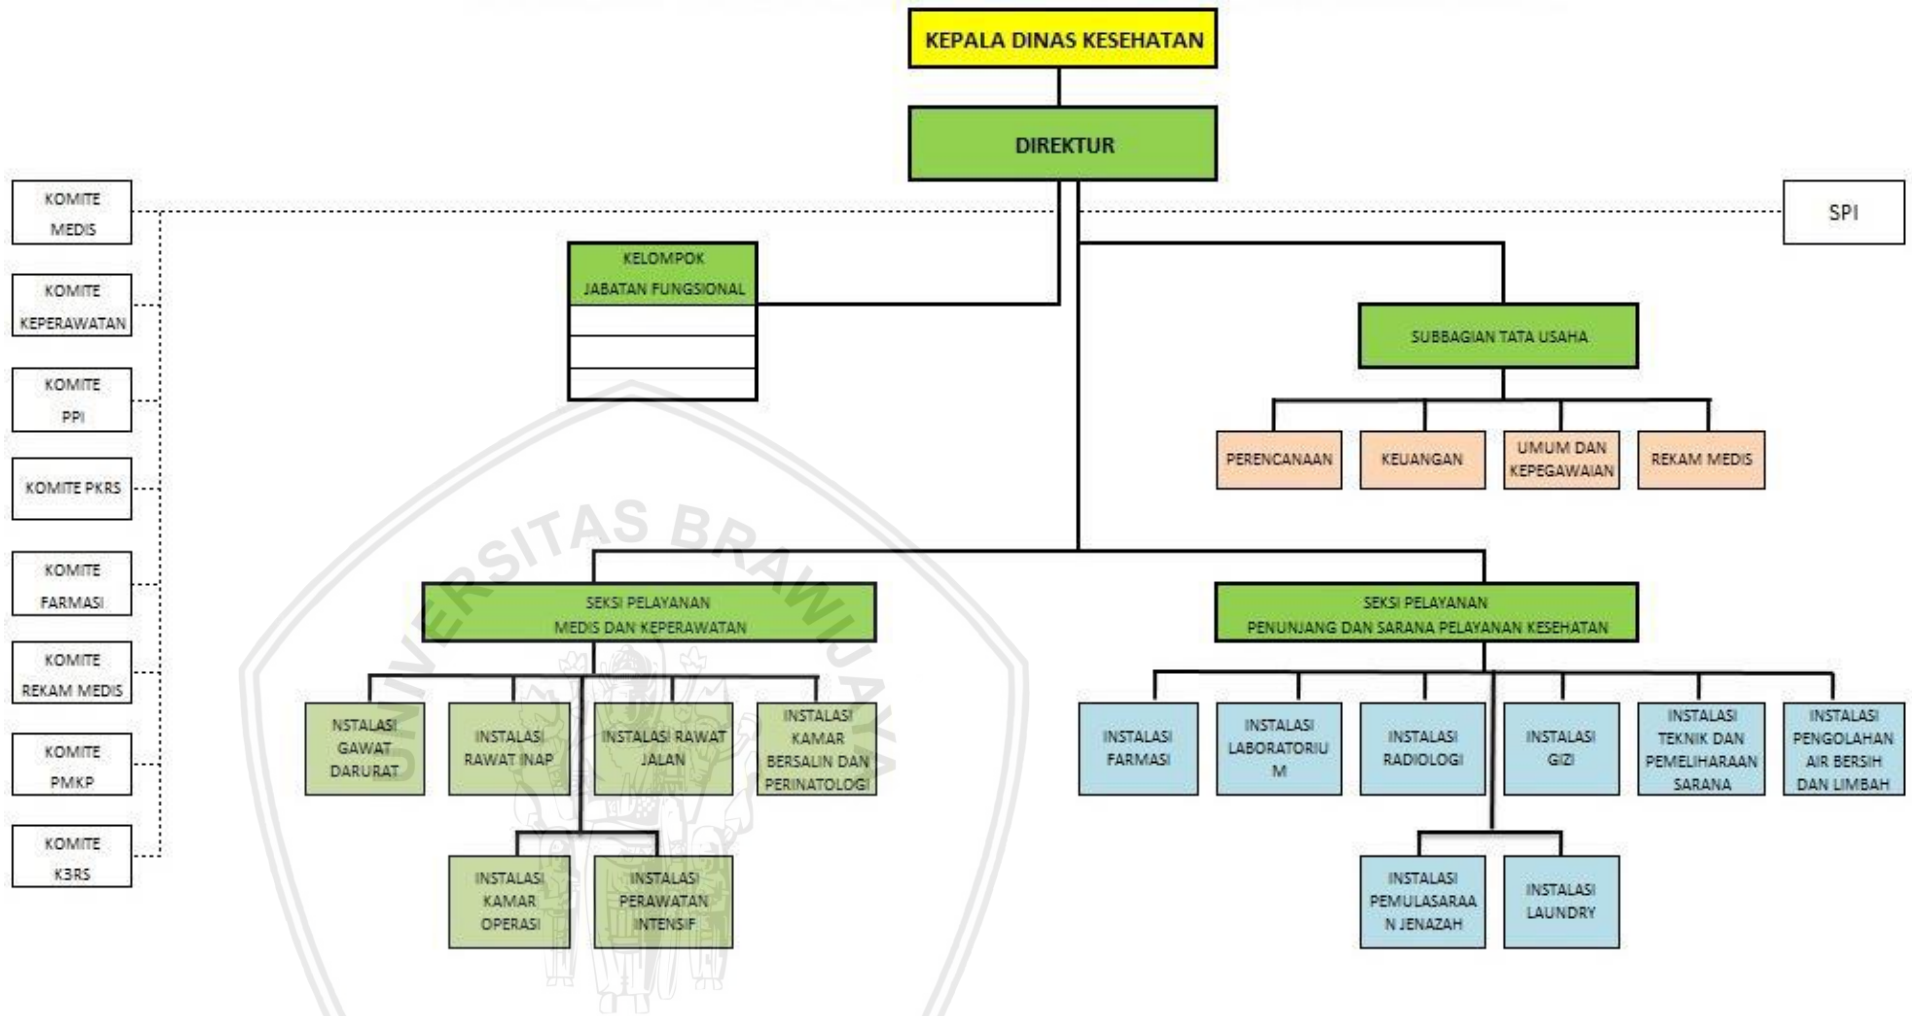 KEPALA DINAS KESEHATAN
DIREKTUR
KOMITE
MEDIS
SPI
KELOMPOK
JABATAN FUNGSIONAL
KOMITE
KEPERAWATAN
SUBBAGIAN TATA USAHA
KOMITE
PPI
PERENCANAAN
KEUANGAN
UMUM DAN
KEPEGAWAIAN
REKAM MEDIS
KOMITE PKRS
UNIVERSITAS BRAWIJAYA
KOMITE
FARMASI
SEKSI PELAYANAN
MEDIS DAN KEPERAWATAN
SEKSI PELAYANAN
PENUNJANG DAN SARANA PELAYANAN KESEHATAN
KOMITE
REKAM MEDIS
KOMITE
PMKP
NSTALASI
GAWAT
DARURAT
INSTALASI
RAWAT INAP
INSTALASI RAWAT
JALAN
INSTALASI
KAMAR
BERSALIN DAN
PERINATOLOGI
INSTALASI
FARMASI
INSTALASI
LABORATORIU
M
INSTALASI
RADIOLOGI
INSTALASI
GIZI
INSTALASI
TEKNIK DAN
PEMELIHARAAN
SARANA
INSTALASI
PENGOLAHAN
AIR BERSIH
DAN LIMBAH
KOMITE
K3RS
INSTALASI
KAMAR
OPERASI
INSTALASI
PERAWATAN
INTENSIF
INSTALASI
PEMULASARAA
N JENAZAH
INSTALASI
LAUNDRY